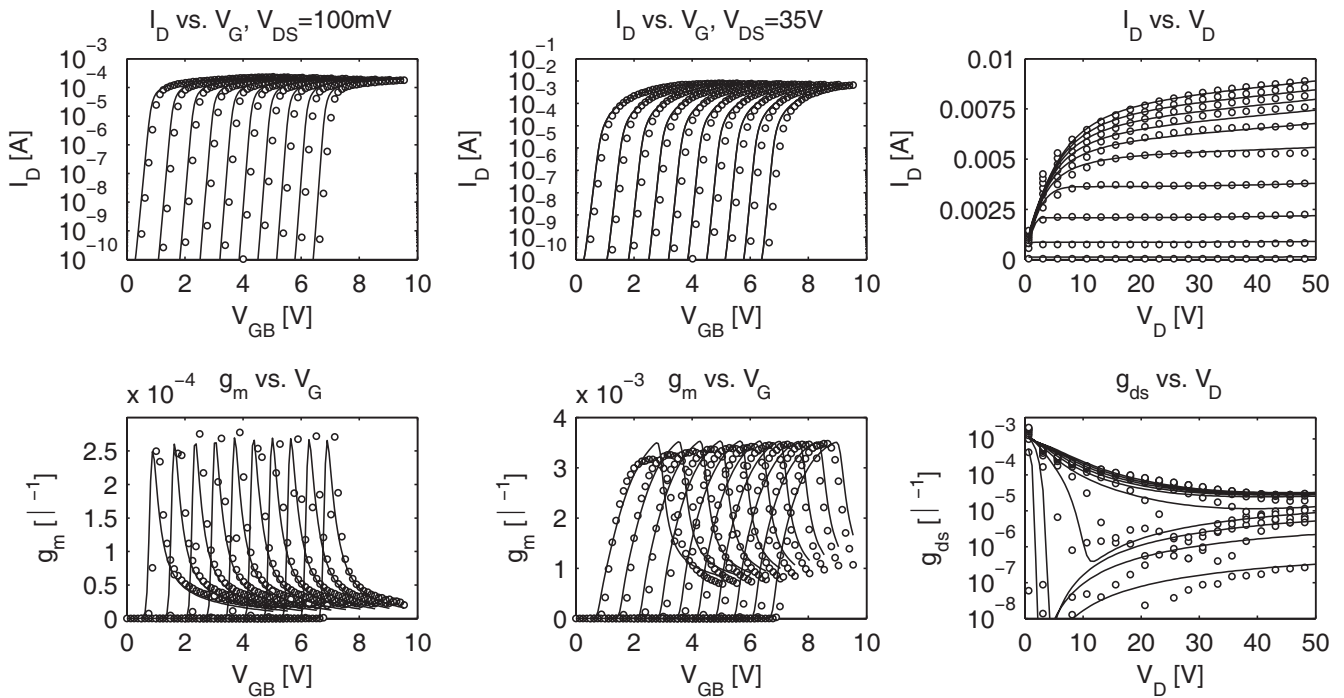 I_D vs. V_G, V_DS=100mV
10^−3
10^−4
10^−5
10^−6
10^−7
10^−8
10^−9
10^−10
I_D [A]
0 2 4 6 8 10
V_GB [V]
I_D vs. V_G, V_DS=35V
10^−1
10^−2
10^−3
10^−4
10^−5
10^−6
10^−7
10^−8
10^−9
10^−10
I_D [A]
0 2 4 6 8 10
V_GB [V]
I_D vs. V_D
0.01
0.0075
0.005
0.0025
0
I_D [A]
0 10 20 30 40 50
V_D [V]
x 10^−4 g_m vs. V_G
2.5
2
1.5
1
0.5
0
g_m [|^−1]
0 2 4 6 8 10
V_GB [V]
x 10^−3 g_m vs. V_G
4
3
2
1
0
g_m [|^−1]
0 2 4 6 8 10
V_GB [V]
g_ds vs. V_D
10^−3
10^−4
10^−5
10^−6
10^−7
10^−8
g_ds [|^−1]
0 10 20 30 40 50
V_D [V]